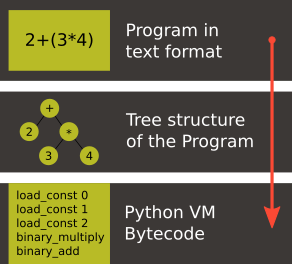 2+(3*4)
Program in
text format
+
2
*
3
4
Tree structure
of the Program
load_const 0
load_const 1
load_const 2
binary_multiply
binary_add
Python VM
Bytecode